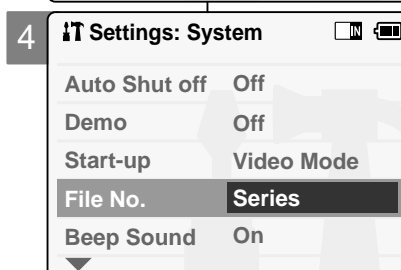 4
Settings: System IN
Auto Shut off Off
Demo Off
Start-up Video Mode
File No. Series
Beep Sound On